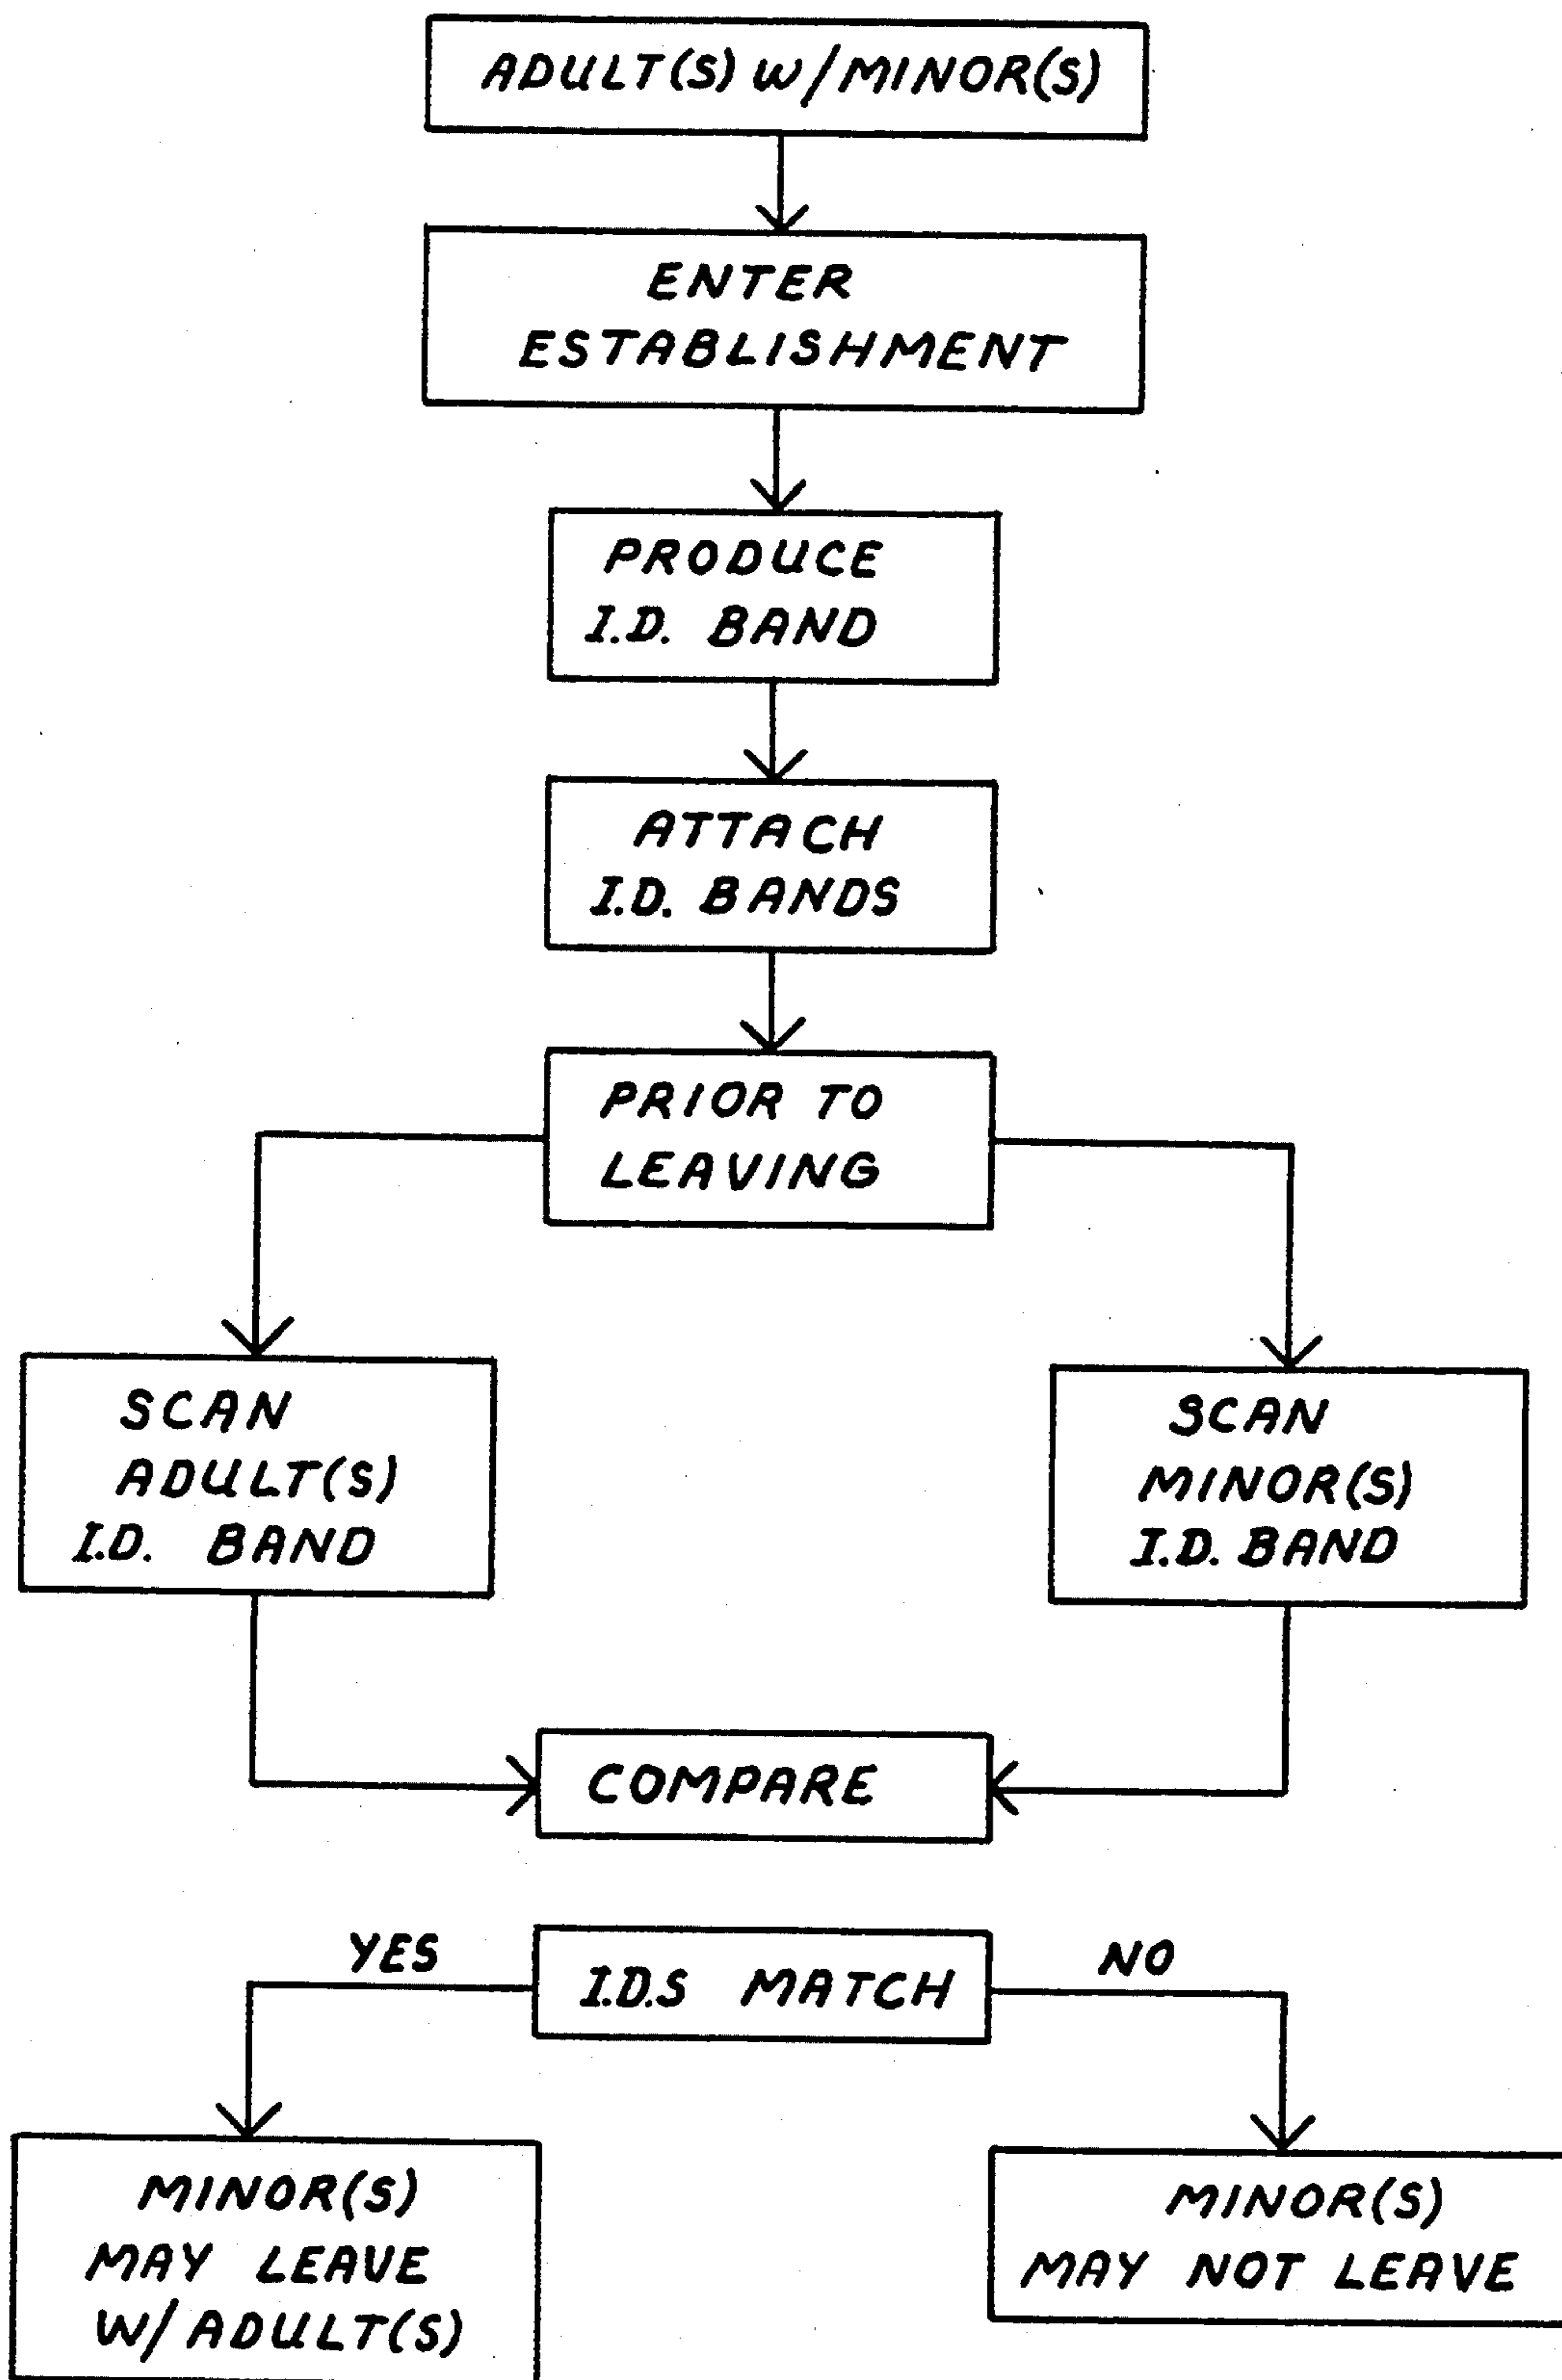 ADULT(S) W/MINOR(S)
ENTER
ESTABLISHMENT
PRODUCE
I.D. BAND
ATTACH
I.D. BANDS
PRIOR TO
LEAVING
SCAN
ADULT(S)
I.D. BAND
SCAN
MINOR(S)
I.D. BAND
COMPARE
YES
I.D.S MATCH
NO
MINOR(S)
MAY LEAVE
W/ADULT(S)
MINOR(S)
MAY NOT LEAVE